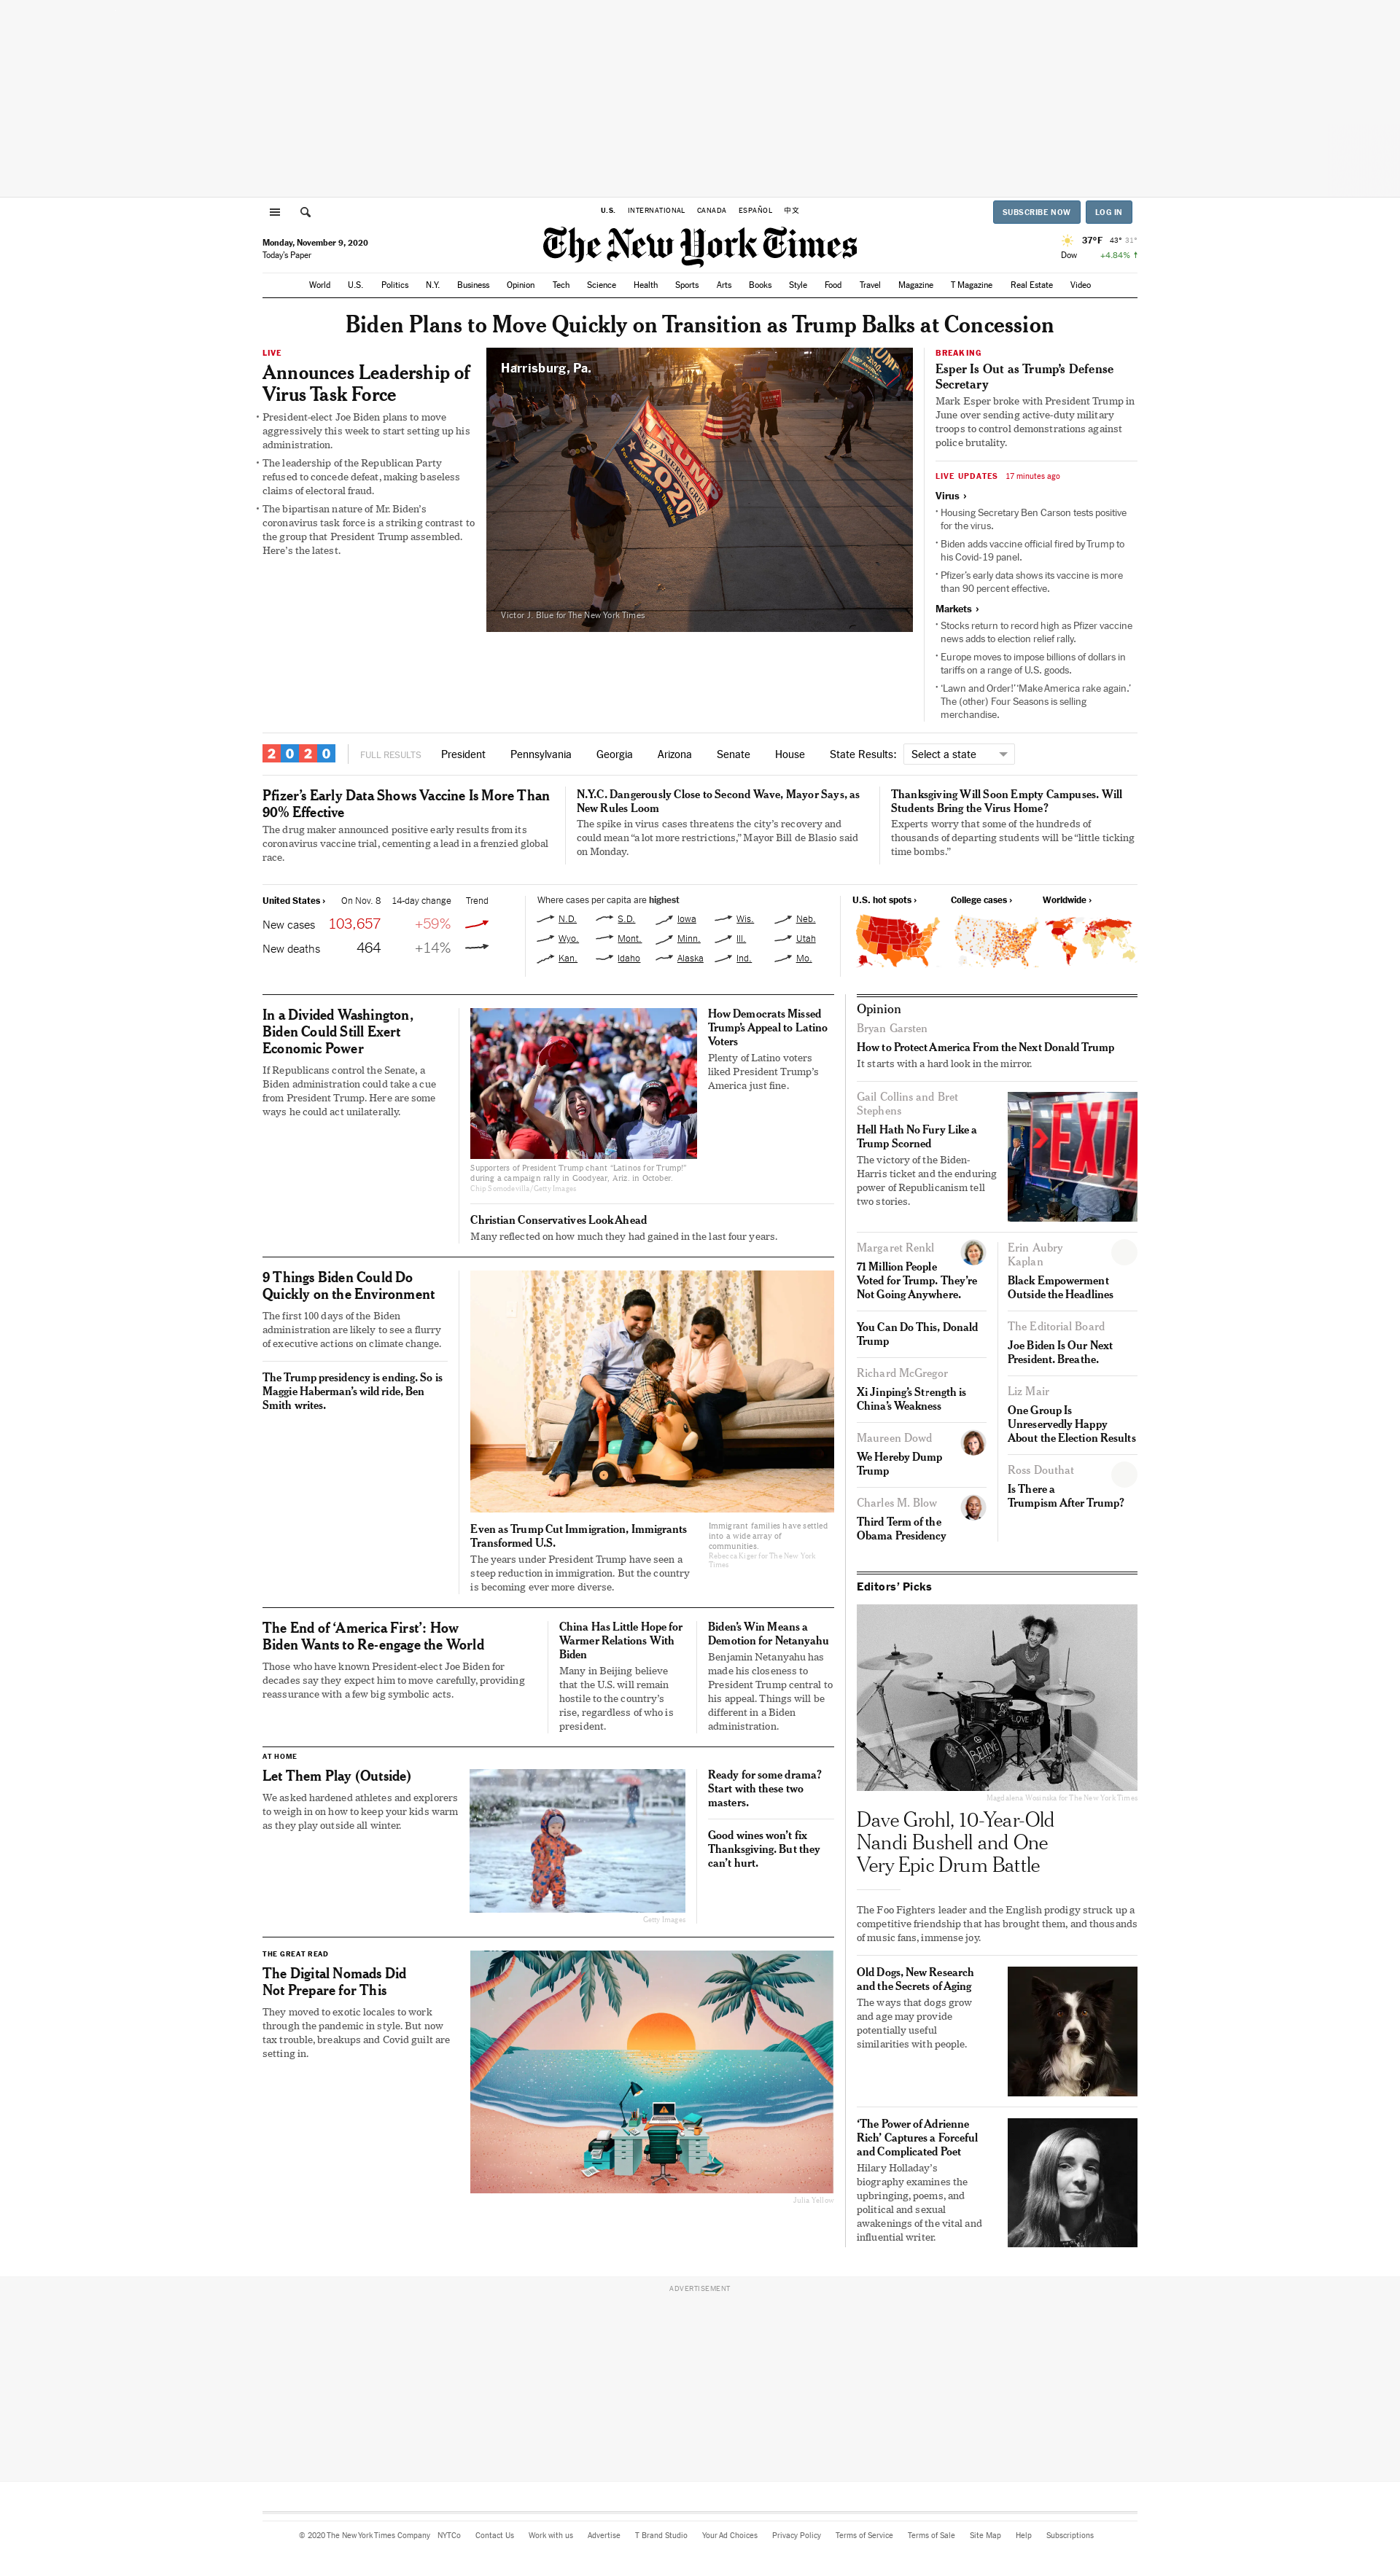 U.S. INTERNATIONAL CANADA ESPAÑOL 中文
SUBSCRIBE NOW LOG IN
Monday, November 9, 2020
Today's Paper
The New York Times
37°F 43° 31°
Dow +4.84% ↑
World U.S. Politics N.Y. Business Opinion Tech Science Health Sports Arts Books Style Food Travel Magazine T Magazine Real Estate Video
Biden Plans to Move Quickly on Transition as Trump Balks at Concession
LIVE
Announces Leadership of
Virus Task Force
• President-elect Joe Biden plans to move
aggressively this week to start setting up his
administration.
• The leadership of the Republican Party
refused to concede defeat, making baseless
claims of electoral fraud.
• The bipartisan nature of Mr. Biden's
coronavirus task force is a striking contrast to
the group that President Trump assembled.
Here's the latest.
Harrisburg, Pa.
TRUMP
TRUMP
KEEP AMERICA GREAT!
2020
Victor J. Blue for The New York Times
BREAKING
Esper Is Out as Trump's Defense
Secretary
Mark Esper broke with President Trump in
June over sending active-duty military
troops to control demonstrations against
police brutality.
LIVE UPDATES 17 minutes ago
Virus ›
• Housing Secretary Ben Carson tests positive
for the virus.
• Biden adds vaccine official fired by Trump to
his Covid-19 panel.
• Pfizer's early data shows its vaccine is more
than 90 percent effective.
Markets ›
• Stocks return to record high as Pfizer vaccine
news adds to election relief rally.
• Europe moves to impose billions of dollars in
tariffs on a range of U.S. goods.
• 'Lawn and Order!' 'Make America rake again.'
The (other) Four Seasons is selling
merchandise.
2020 FULL RESULTS President Pennsylvania Georgia Arizona Senate House State Results: Select a state
Pfizer's Early Data Shows Vaccine Is More Than
90% Effective
The drug maker announced positive early results from its
coronavirus vaccine trial, cementing a lead in a frenzied global
race.
N.Y.C. Dangerously Close to Second Wave, Mayor Says, as
New Rules Loom
The spike in virus cases threatens the city's recovery and
could mean “a lot more restrictions,” Mayor Bill de Blasio said
on Monday.
Thanksgiving Will Soon Empty Campuses. Will
Students Bring the Virus Home?
Experts worry that some of the hundreds of
thousands of departing students will be “little ticking
time bombs.”
United States › On Nov. 8 14-day change Trend
New cases 103,657 +59%
New deaths 464 +14%
Where cases per capita are highest
N.D. S.D. Iowa Wis. Neb.
Wyo. Mont. Minn. Ill. Utah
Kan. Idaho Alaska Ind. Mo.
U.S. hot spots › College cases › Worldwide ›
In a Divided Washington,
Biden Could Still Exert
Economic Power
If Republicans control the Senate, a
Biden administration could take a cue
from President Trump. Here are some
ways he could act unilaterally.
Supporters of President Trump chant “Latinos for Trump!”
during a campaign rally in Goodyear, Ariz. in October.
Chip Somodevilla/Getty Images
How Democrats Missed
Trump's Appeal to Latino
Voters
Plenty of Latino voters
liked President Trump's
America just fine.
Christian Conservatives Look Ahead
Many reflected on how much they had gained in the last four years.
9 Things Biden Could Do
Quickly on the Environment
The first 100 days of the Biden
administration are likely to see a flurry
of executive actions on climate change.
The Trump presidency is ending. So is
Maggie Haberman's wild ride, Ben
Smith writes.
Even as Trump Cut Immigration, Immigrants
Transformed U.S.
The years under President Trump have seen a
steep reduction in immigration. But the country
is becoming ever more diverse.
Immigrant families have settled
into a wide array of
communities.
Rebecca Kiger for The New York
Times
The End of 'America First': How
Biden Wants to Re-engage the World
Those who have known President-elect Joe Biden for
decades say they expect him to move carefully, providing
reassurance with a few big symbolic acts.
China Has Little Hope for
Warmer Relations With
Biden
Many in Beijing believe
that the U.S. will remain
hostile to the country's
rise, regardless of who is
president.
Biden's Win Means a
Demotion for Netanyahu
Benjamin Netanyahu has
made his closeness to
President Trump central to
his appeal. Things will be
different in a Biden
administration.
AT HOME
Let Them Play (Outside)
We asked hardened athletes and explorers
to weigh in on how to keep your kids warm
as they play outside all winter.
Getty Images
Ready for some drama?
Start with these two
masters.
Good wines won't fix
Thanksgiving. But they
can't hurt.
THE GREAT READ
The Digital Nomads Did
Not Prepare for This
They moved to exotic locales to work
through the pandemic in style. But now
tax trouble, breakups and Covid guilt are
setting in.
Julia Yellow
Opinion
Bryan Garsten
How to Protect America From the Next Donald Trump
It starts with a hard look in the mirror.
Gail Collins and Bret
Stephens
Hell Hath No Fury Like a
Trump Scorned
The victory of the Biden-
Harris ticket and the enduring
power of Republicanism tell
two stories.
EXIT
Margaret Renkl
71 Million People
Voted for Trump. They're
Not Going Anywhere.
You Can Do This, Donald
Trump
Richard McGregor
Xi Jinping's Strength is
China's Weakness
Maureen Dowd
We Hereby Dump
Trump
Charles M. Blow
Third Term of the
Obama Presidency
Erin Aubry
Kaplan
Black Empowerment
Outside the Headlines
The Editorial Board
Joe Biden Is Our Next
President. Breathe.
Liz Mair
One Group Is
Unreservedly Happy
About the Election Results
Ross Douthat
Is There a
Trumpism After Trump?
Editors' Picks
LOVE
BELIEVE
Magdalena Wosinska for The New York Times
Dave Grohl, 10-Year-Old
Nandi Bushell and One
Very Epic Drum Battle
The Foo Fighters leader and the English prodigy struck up a
competitive friendship that has brought them, and thousands
of music fans, immense joy.
Old Dogs, New Research
and the Secrets of Aging
The ways that dogs grow
and age may provide
potentially useful
similarities with people.
'The Power of Adrienne
Rich' Captures a Forceful
and Complicated Poet
Hilary Holladay's
biography examines the
upbringing, poems, and
political and sexual
awakenings of the vital and
influential writer.
ADVERTISEMENT
© 2020 The New York Times Company NYTCo Contact Us Work with us Advertise T Brand Studio Your Ad Choices Privacy Policy Terms of Service Terms of Sale Site Map Help Subscriptions